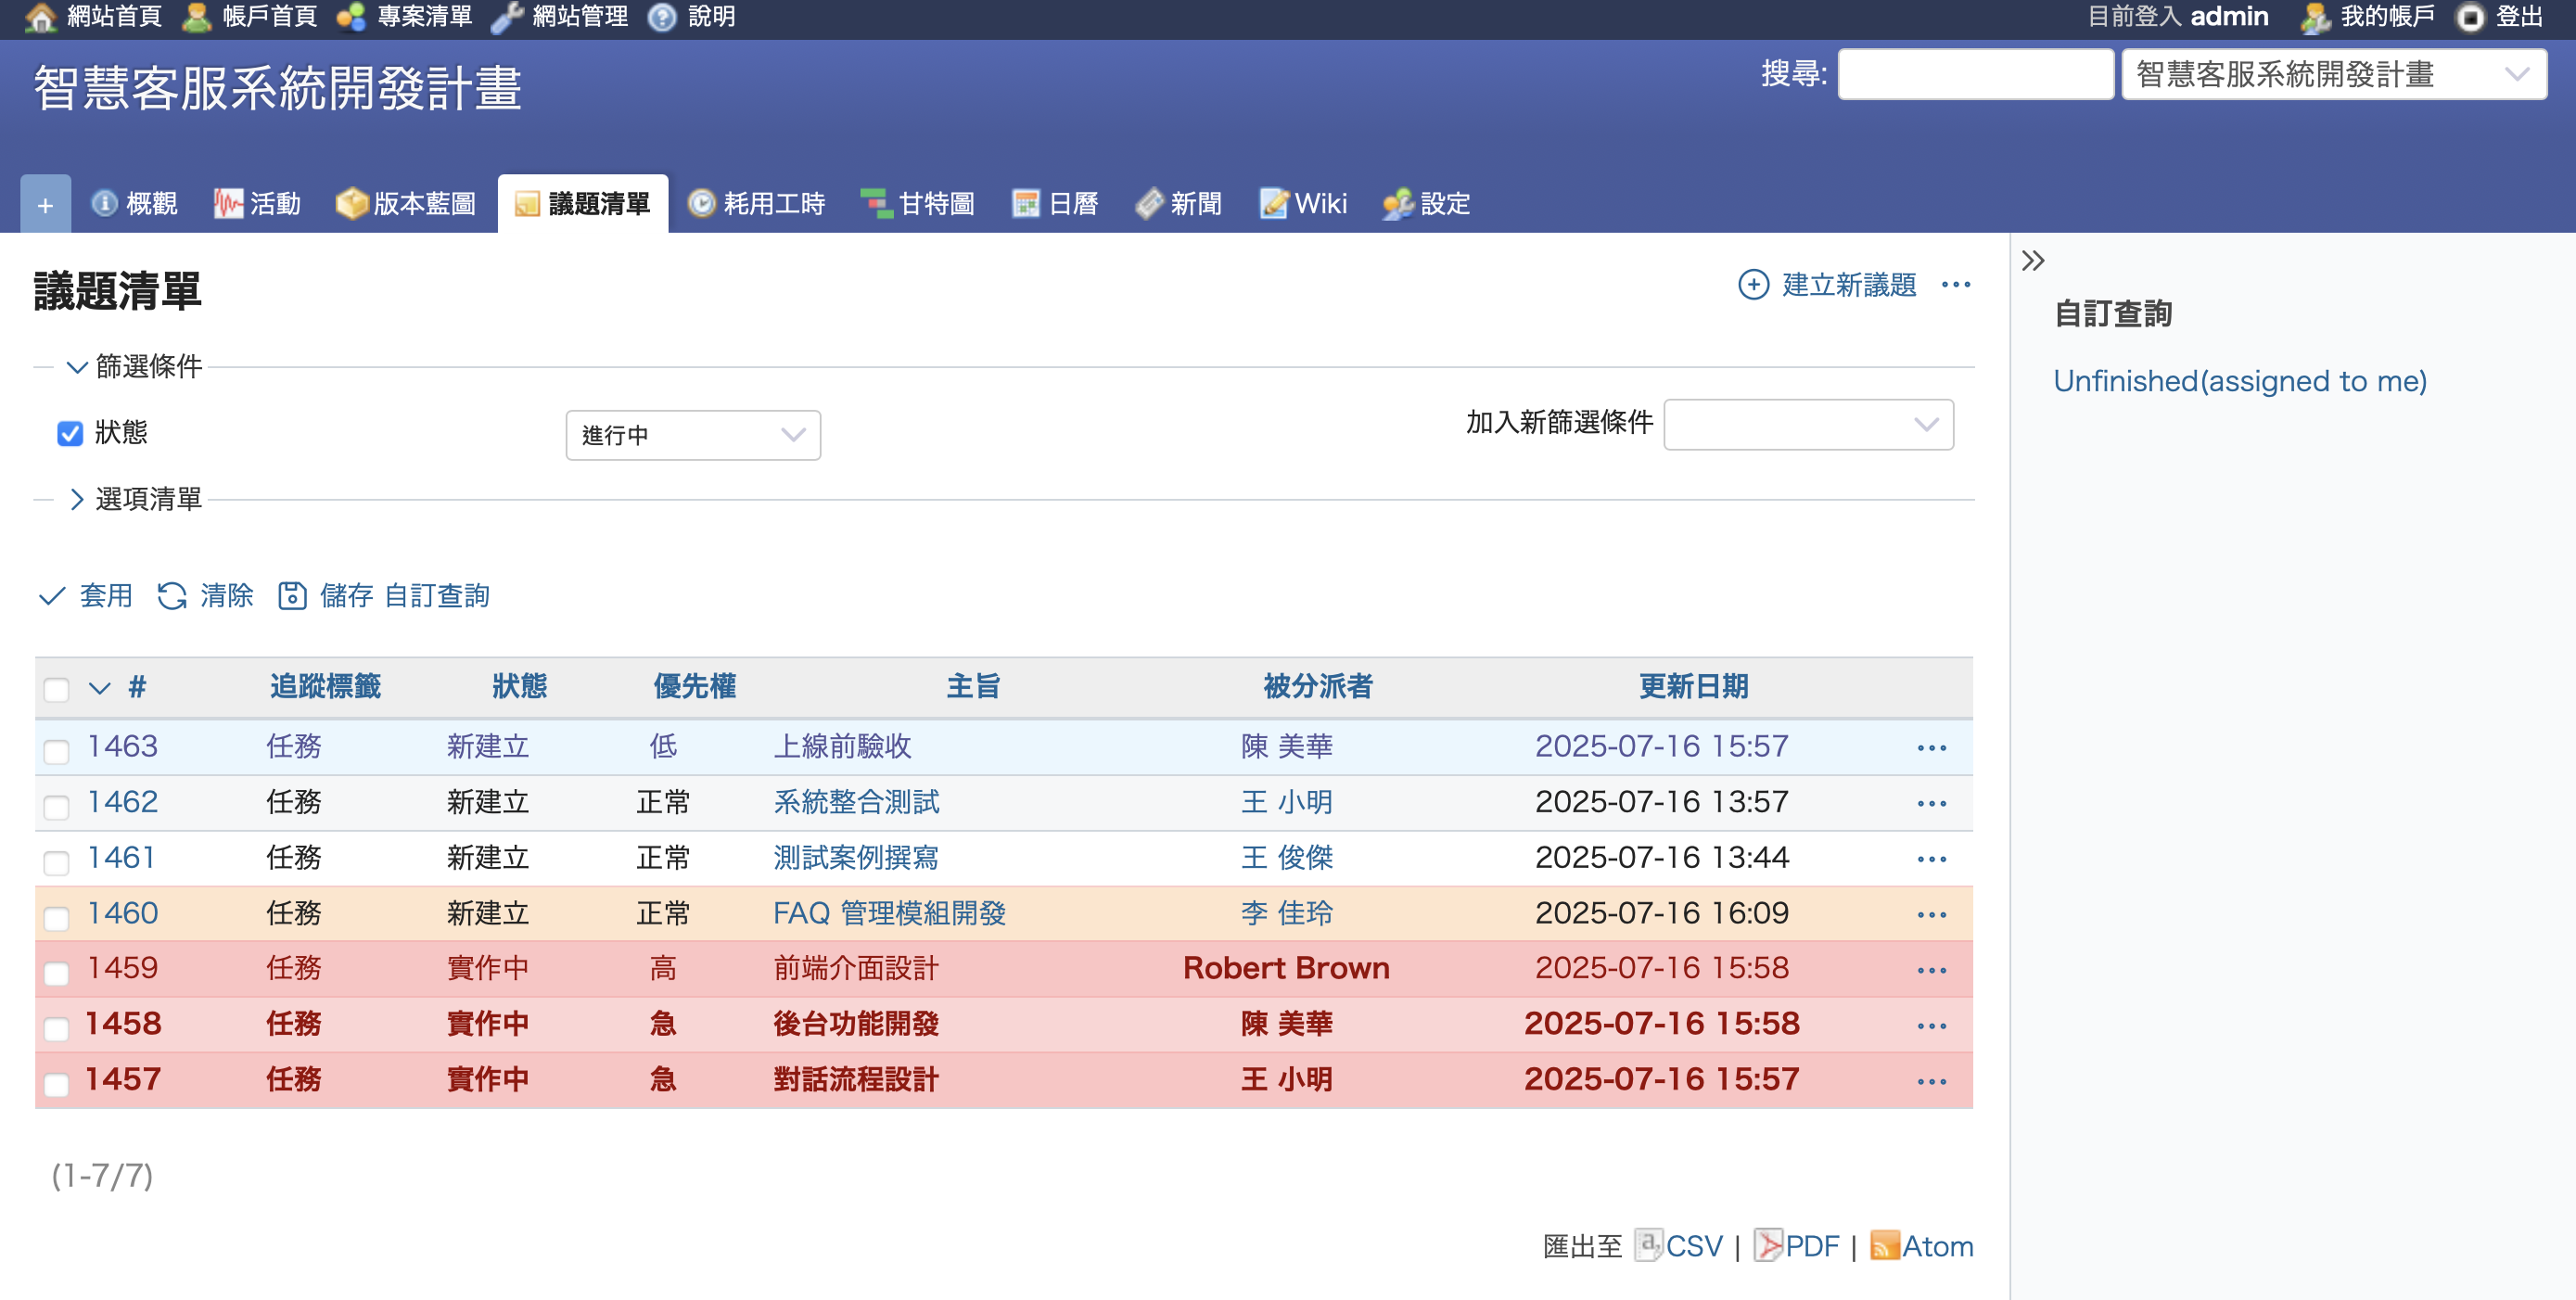 網站首頁 帳戶首頁 專案清單 網站管理 說明 目前登入 admin 我的帳戶 登出
智慧客服系統開發計畫 搜尋: 智慧客服系統開發計畫
+ 概觀 活動 版本藍圖 議題清單 耗用工時 甘特圖 日曆 新聞 Wiki 設定
議題清單 建立新議題 •••
篩選條件
狀態 進行中 加入新篩選條件
選項清單
套用 清除 儲存 自訂查詢
# 追蹤標籤 狀態 優先權 主旨 被分派者 更新日期
1463 任務 新建立 低 上線前驗收 陳 美華 2025-07-16 15:57 •••
1462 任務 新建立 正常 系統整合測試 王 小明 2025-07-16 13:57 •••
1461 任務 新建立 正常 測試案例撰寫 王 俊傑 2025-07-16 13:44 •••
1460 任務 新建立 正常 FAQ 管理模組開發 李 佳玲 2025-07-16 16:09 •••
1459 任務 實作中 高 前端介面設計 Robert Brown 2025-07-16 15:58 •••
1458 任務 實作中 急 後台功能開發 陳 美華 2025-07-16 15:58 •••
1457 任務 實作中 急 對話流程設計 王 小明 2025-07-16 15:57 •••
(1-7/7)
匯出至 CSV | PDF | Atom
自訂查詢
Unfinished(assigned to me)